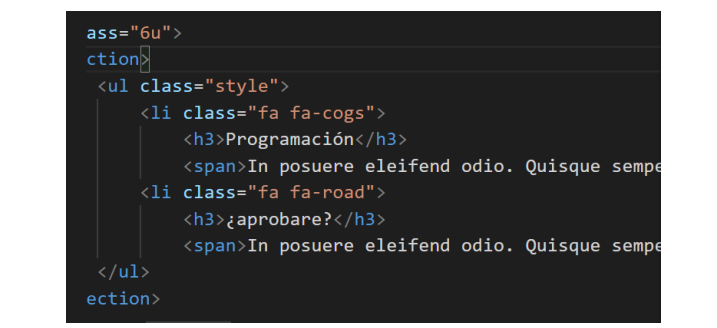 ass="6u">
ction>
<ul class="style">
<li class="fa fa-cogs">
<h3>Programación</h3>
<span>In posuere eleifend odio. Quisque sempe
<li class="fa fa-road">
<h3>¿aprobare?</h3>
<span>In posuere eleifend odio. Quisque sempe
</ul>
ection>